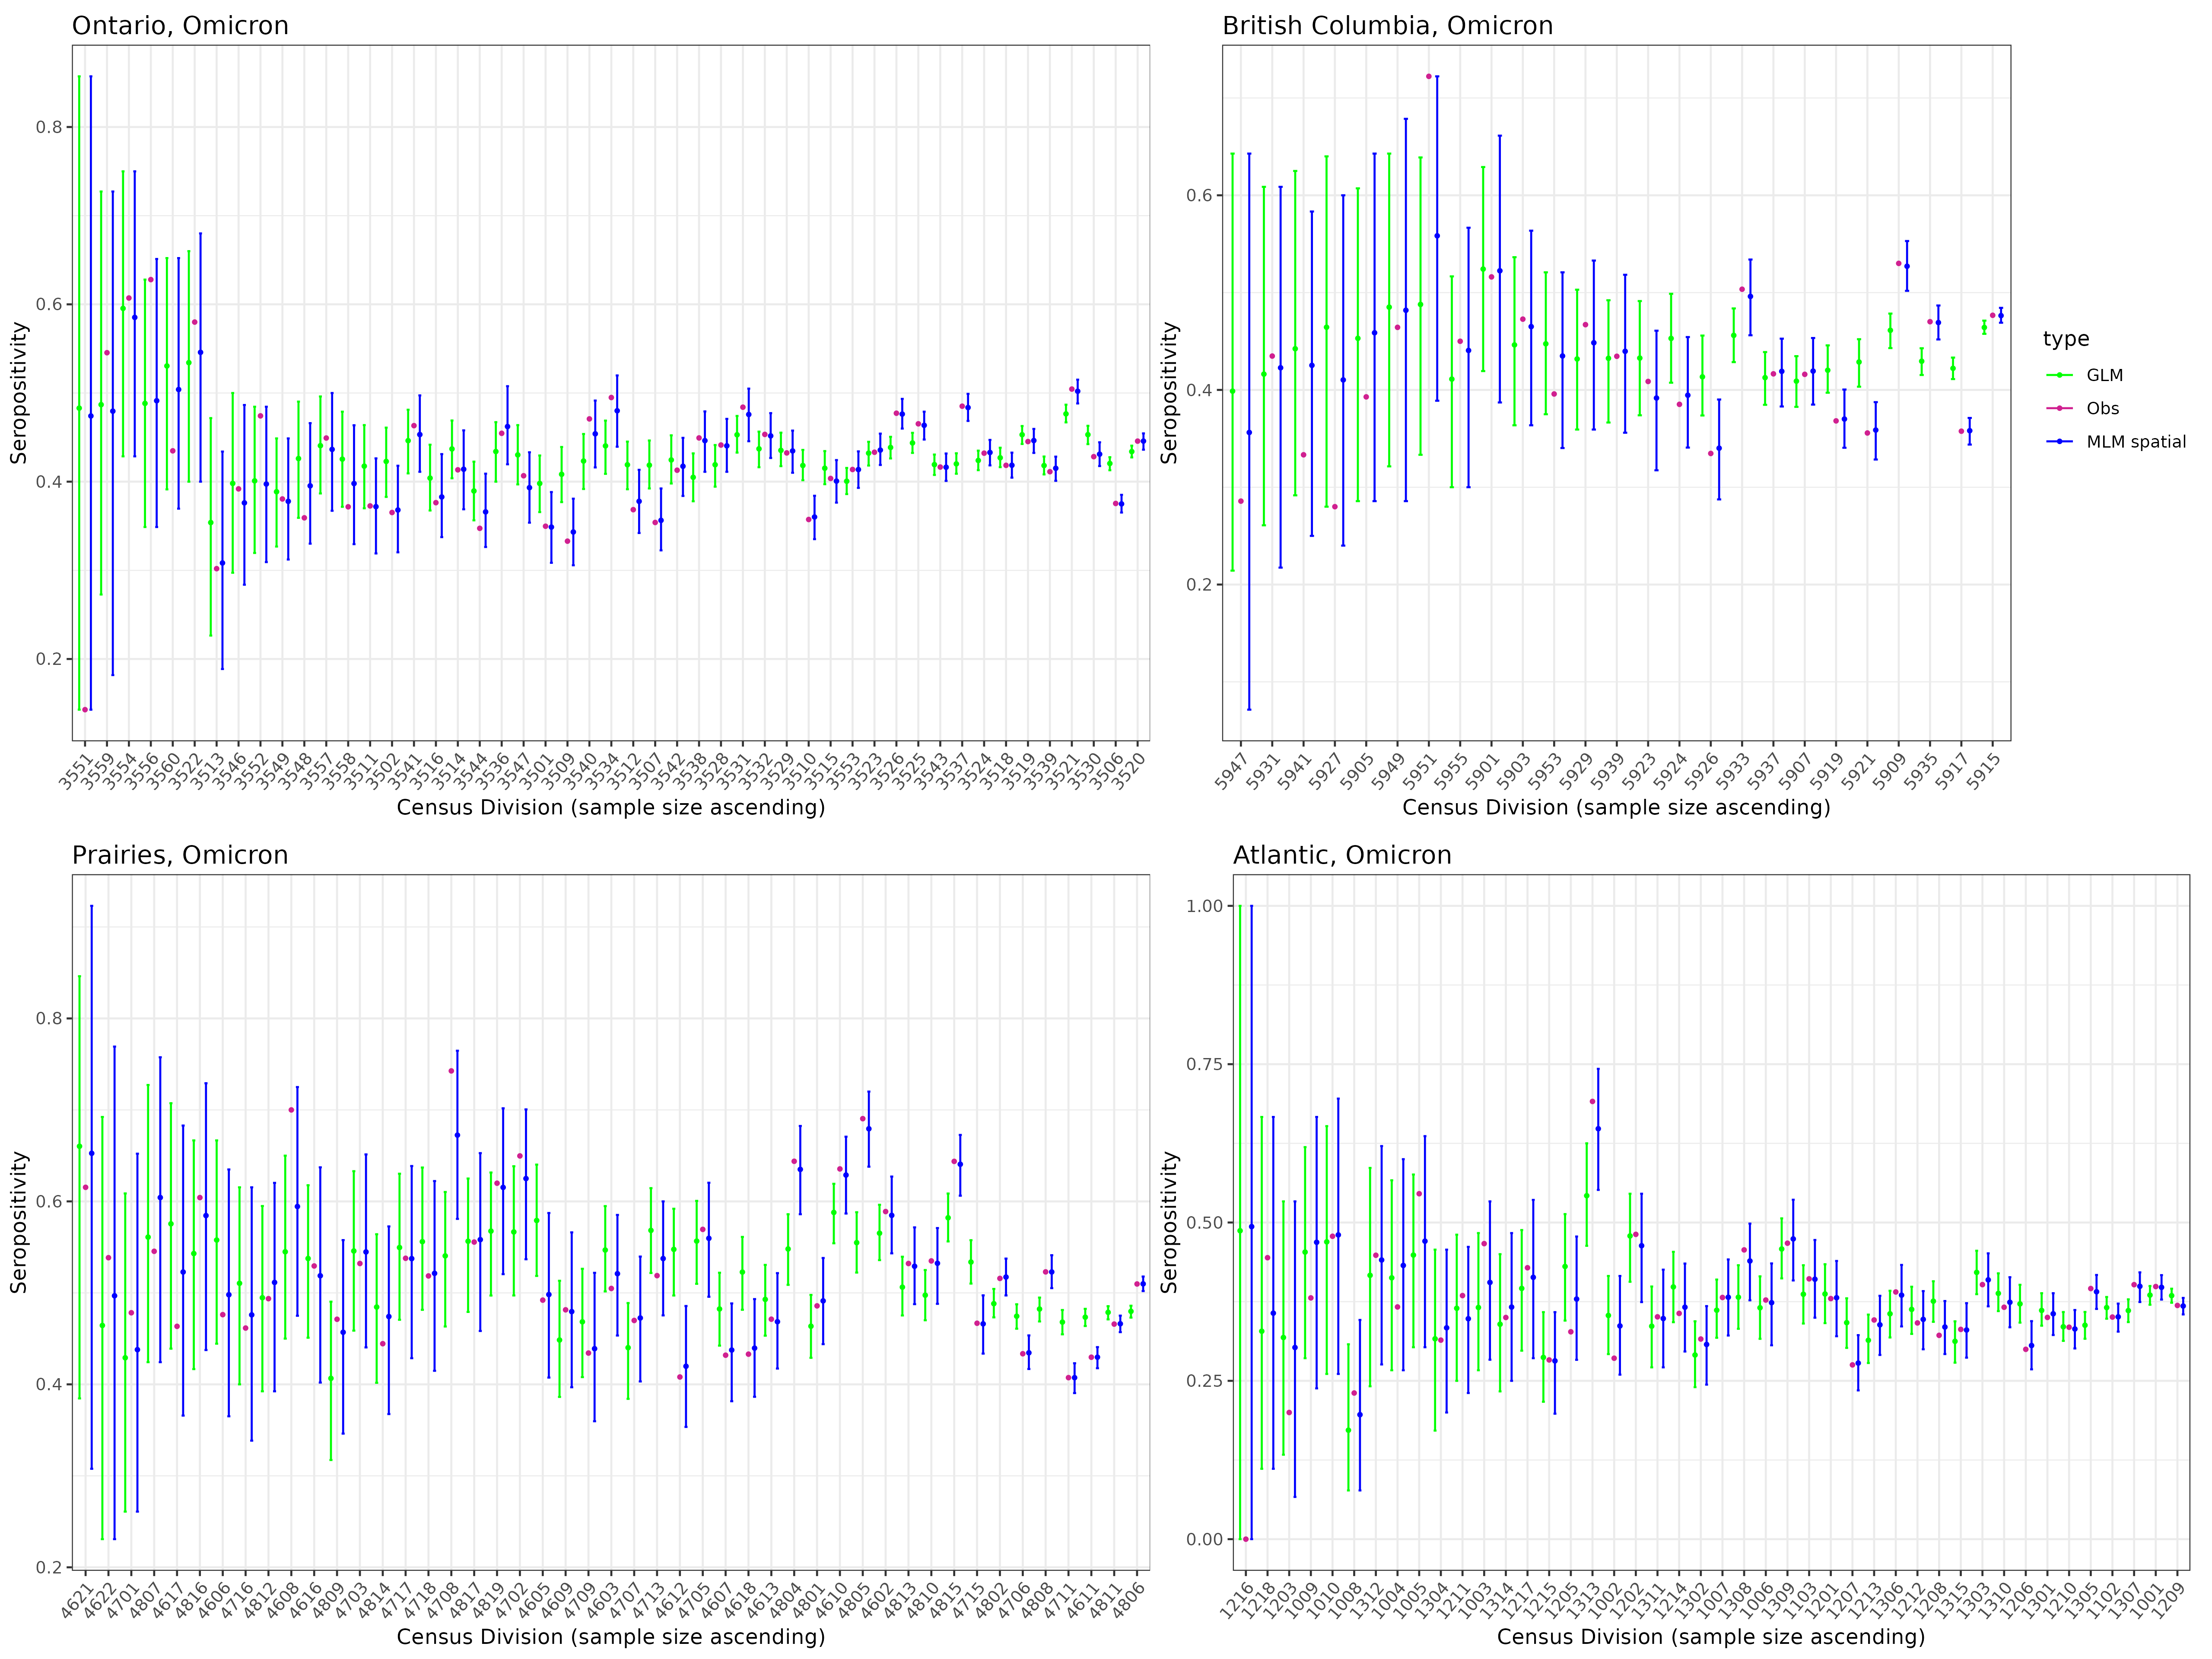 Ontario, Omicron
Seropositivity
0.8
0.6
0.4
0.2
3551 3559 3554 3556 3560 3522 3513 3546 3552 3549 3548 3557 3558 3511 3502 3541 3516 3514 3544 3536 3547 3501 3509 3540 3534 3512 3507 3542 3538 3528 3531 3532 3529 3510 3515 3553 3523 3526 3525 3543 3537 3524 3518 3519 3539 3521 3530 3506 3520
Census Division (sample size ascending)
British Columbia, Omicron
Seropositivity
0.6
0.4
0.2
5947 5931 5941 5927 5905 5949 5951 5955 5901 5903 5953 5929 5939 5923 5924 5926 5933 5937 5907 5919 5921 5909 5935 5917 5915
Census Division (sample size ascending)
type
GLM
Obs
MLM spatial
Prairies, Omicron
Seropositivity
0.8
0.6
0.4
0.2
4621 4622 4701 4807 4617 4816 4606 4716 4812 4608 4616 4809 4703 4814 4717 4718 4708 4817 4819 4702 4605 4609 4709 4603 4707 4713 4612 4705 4607 4618 4613 4804 4801 4610 4805 4602 4813 4810 4815 4715 4802 4706 4808 4711 4611 4811 4806
Census Division (sample size ascending)
Atlantic, Omicron
Seropositivity
1.00
0.75
0.50
0.25
0.00
1216 1218 1203 1009 1010 1008 1312 1004 1005 1304 1211 1003 1314 1217 1215 1205 1313 1002 1202 1311 1214 1302 1007 1308 1006 1309 1103 1201 1207 1213 1306 1212 1208 1315 1303 1310 1206 1301 1210 1305 1102 1307 1001 1209
Census Division (sample size ascending)